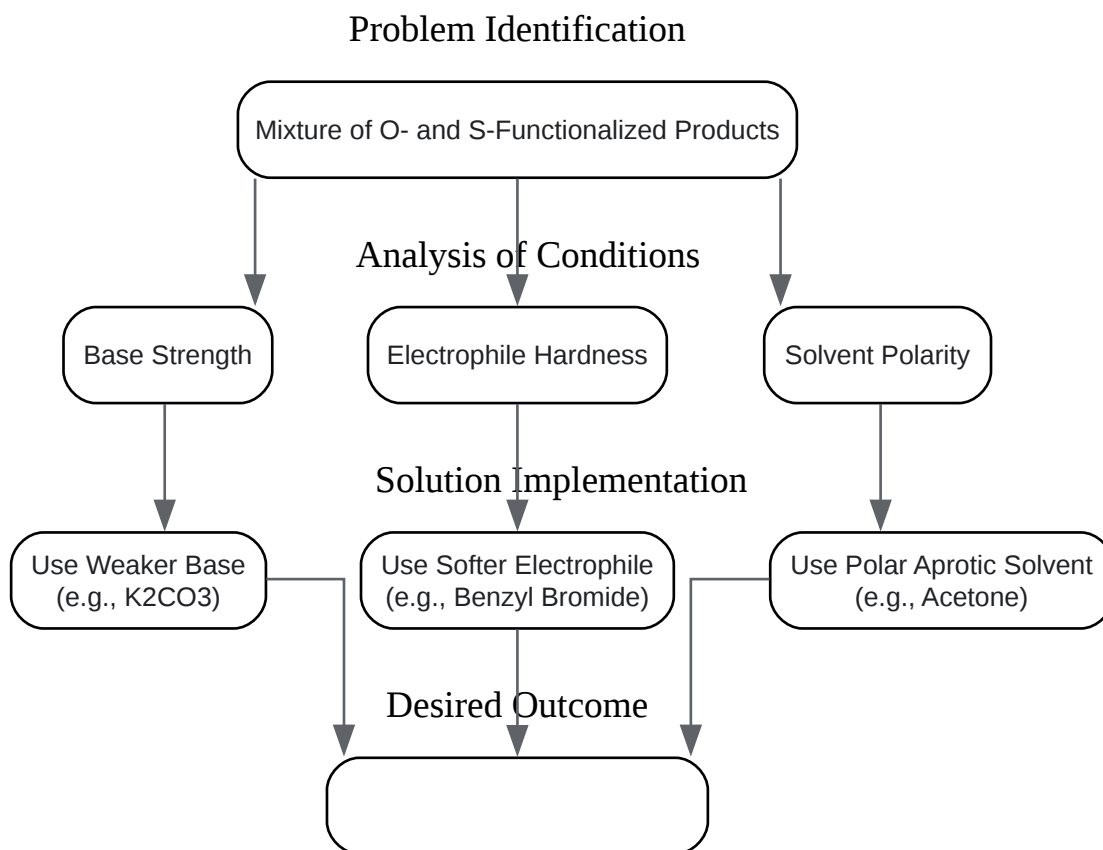 Problem Identification
Mixture of O- and S-Functionalized Products
Analysis of Conditions
Base Strength
Electrophile Hardness
Solvent Polarity
Solution Implementation
Use Weaker Base
(e.g., K2CO3)
Use Softer Electrophile
(e.g., Benzyl Bromide)
Use Polar Aprotic Solvent
(e.g., Acetone)
Desired Outcome